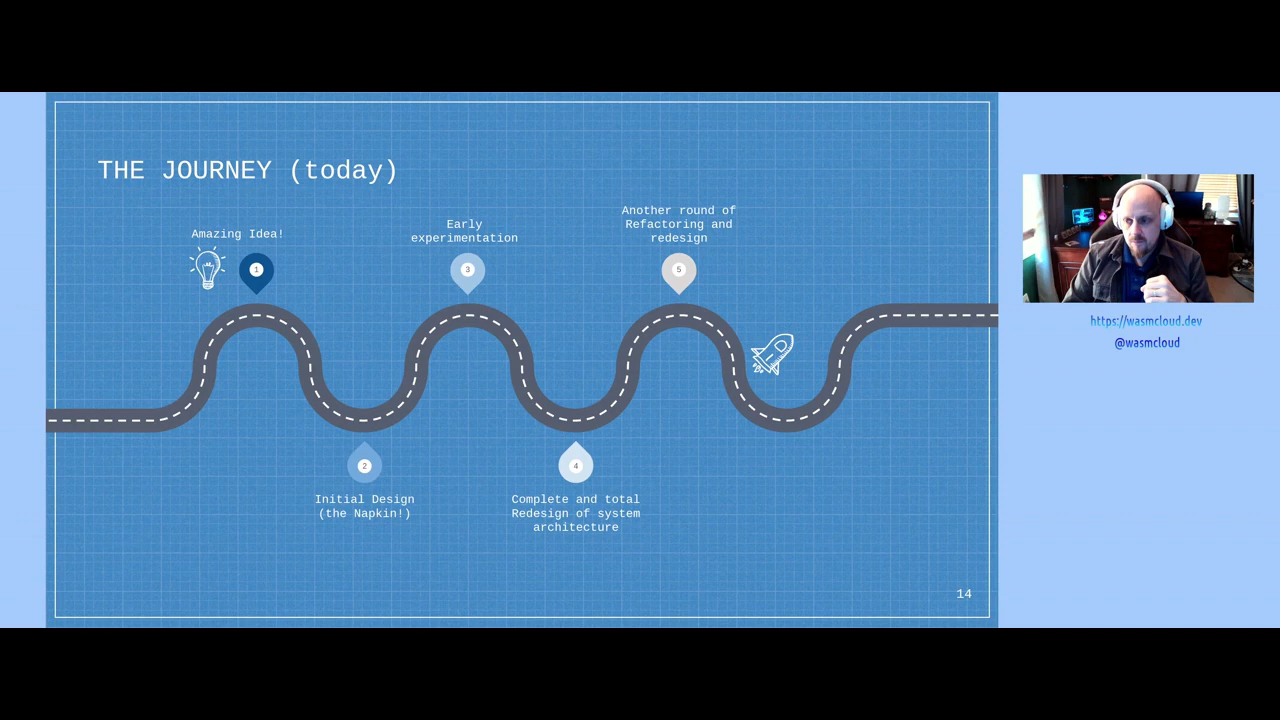 THE JOURNEY (today)
Amazing Idea!
1
Early
experimentation
3
Another round of
Refactoring and
redesign
5
2
Initial Design
(the Napkin!)
4
Complete and total
Redesign of system
architecture
14
https://wasmcloud.dev
@wasmcloud